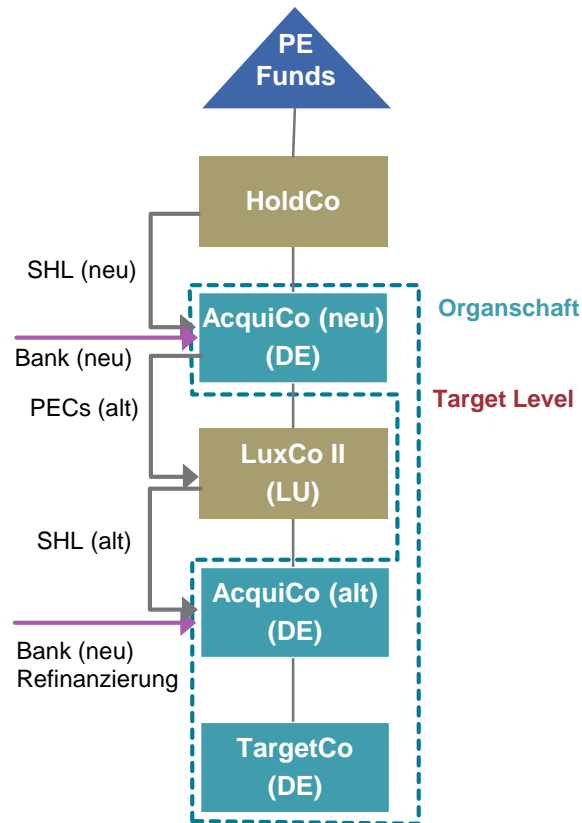 PE
Funds
HoldCo
SHL (neu)
Organschaft
AcquiCo (neu)
(DE)
Bank (neu)
PECs (alt)
Target Level
LuxCo II
(LU)
SHL (alt)
AcquiCo (alt)
(DE)
Bank (neu)
Refinanzierung
TargetCo
(DE)